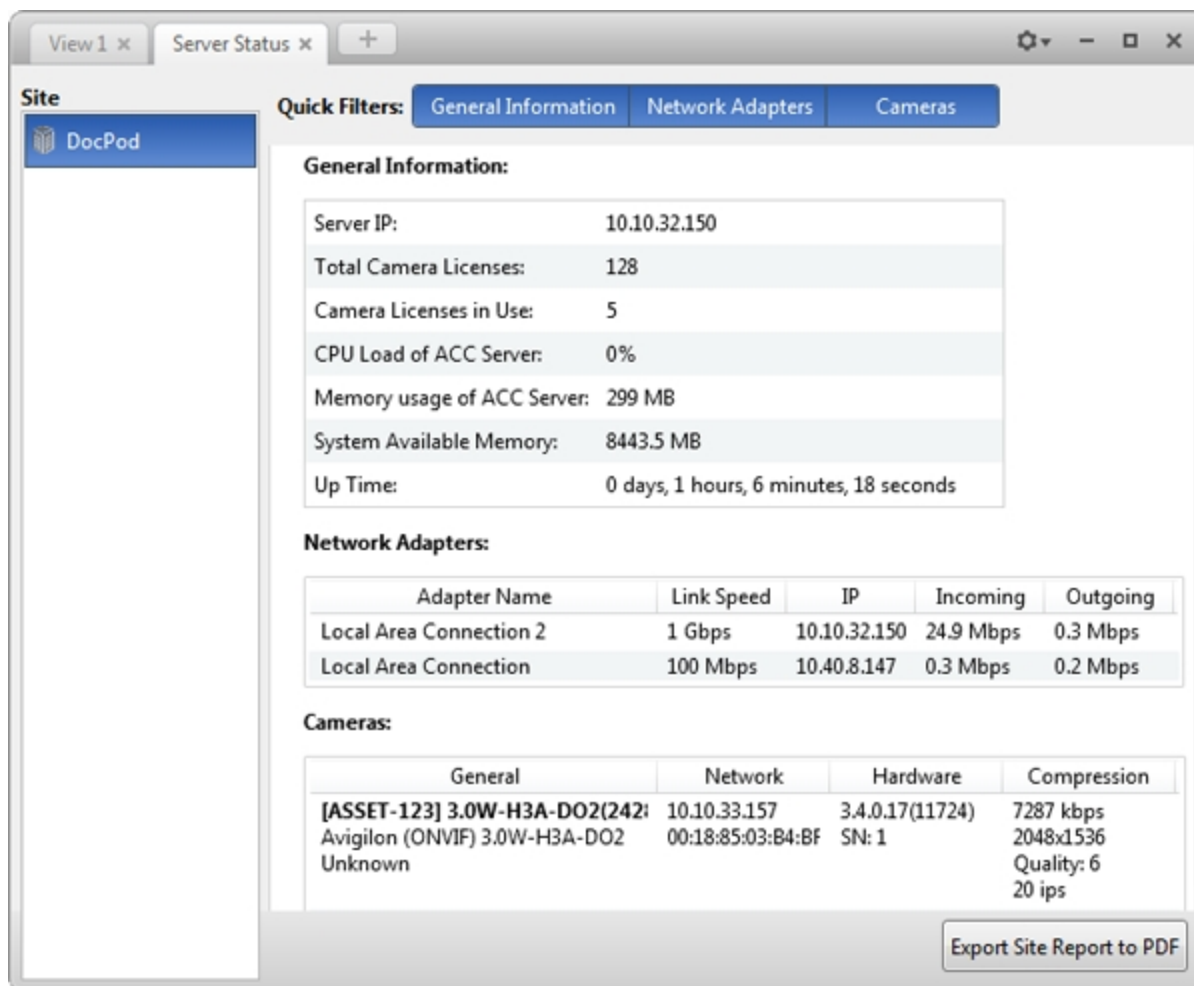 View 1 ×
Server Status ×
+
Site
DocPod
Quick Filters: General Information Network Adapters Cameras
General Information:
Server IP: 10.10.32.150
Total Camera Licenses: 128
Camera Licenses in Use: 5
CPU Load of ACC Server: 0%
Memory usage of ACC Server: 299 MB
System Available Memory: 8443.5 MB
Up Time: 0 days, 1 hours, 6 minutes, 18 seconds
Network Adapters:
Adapter Name Link Speed IP Incoming Outgoing
Local Area Connection 2 1 Gbps 10.10.32.150 24.9 Mbps 0.3 Mbps
Local Area Connection 100 Mbps 10.40.8.147 0.3 Mbps 0.2 Mbps
Cameras:
General Network Hardware Compression
[ASSET-123] 3.0W-H3A-DO2(242 10.10.33.157 3.4.0.17(11724) 7287 kbps
Avigilon (ONVIF) 3.0W-H3A-DO2 00:18:85:03:B4:BF SN: 1 2048x1536
Unknown Quality: 6
20 ips
Export Site Report to PDF